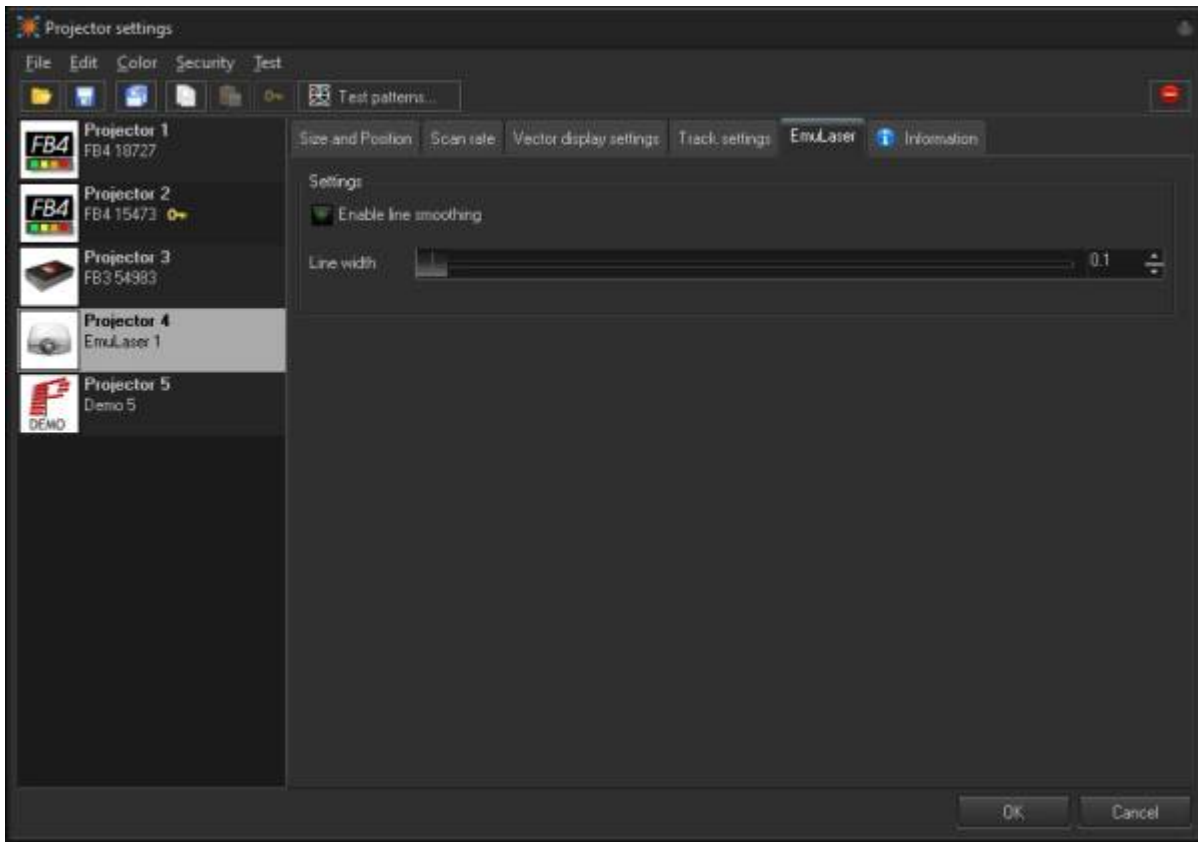 Projector settings
File Edit Color Security Test
Test patterns...
FB4
Projector 1
FB4 18727
FB4
Projector 2
FB4 15473
Projector 3
FB3 54983
Projector 4
EmuLaser 1
DEMO
Projector 5
Demo 5
Size and Position Scan rate Vector display settings Track settings EmuLaser Information
Settings
Enable line smoothing
Line width 0.1
OK Cancel